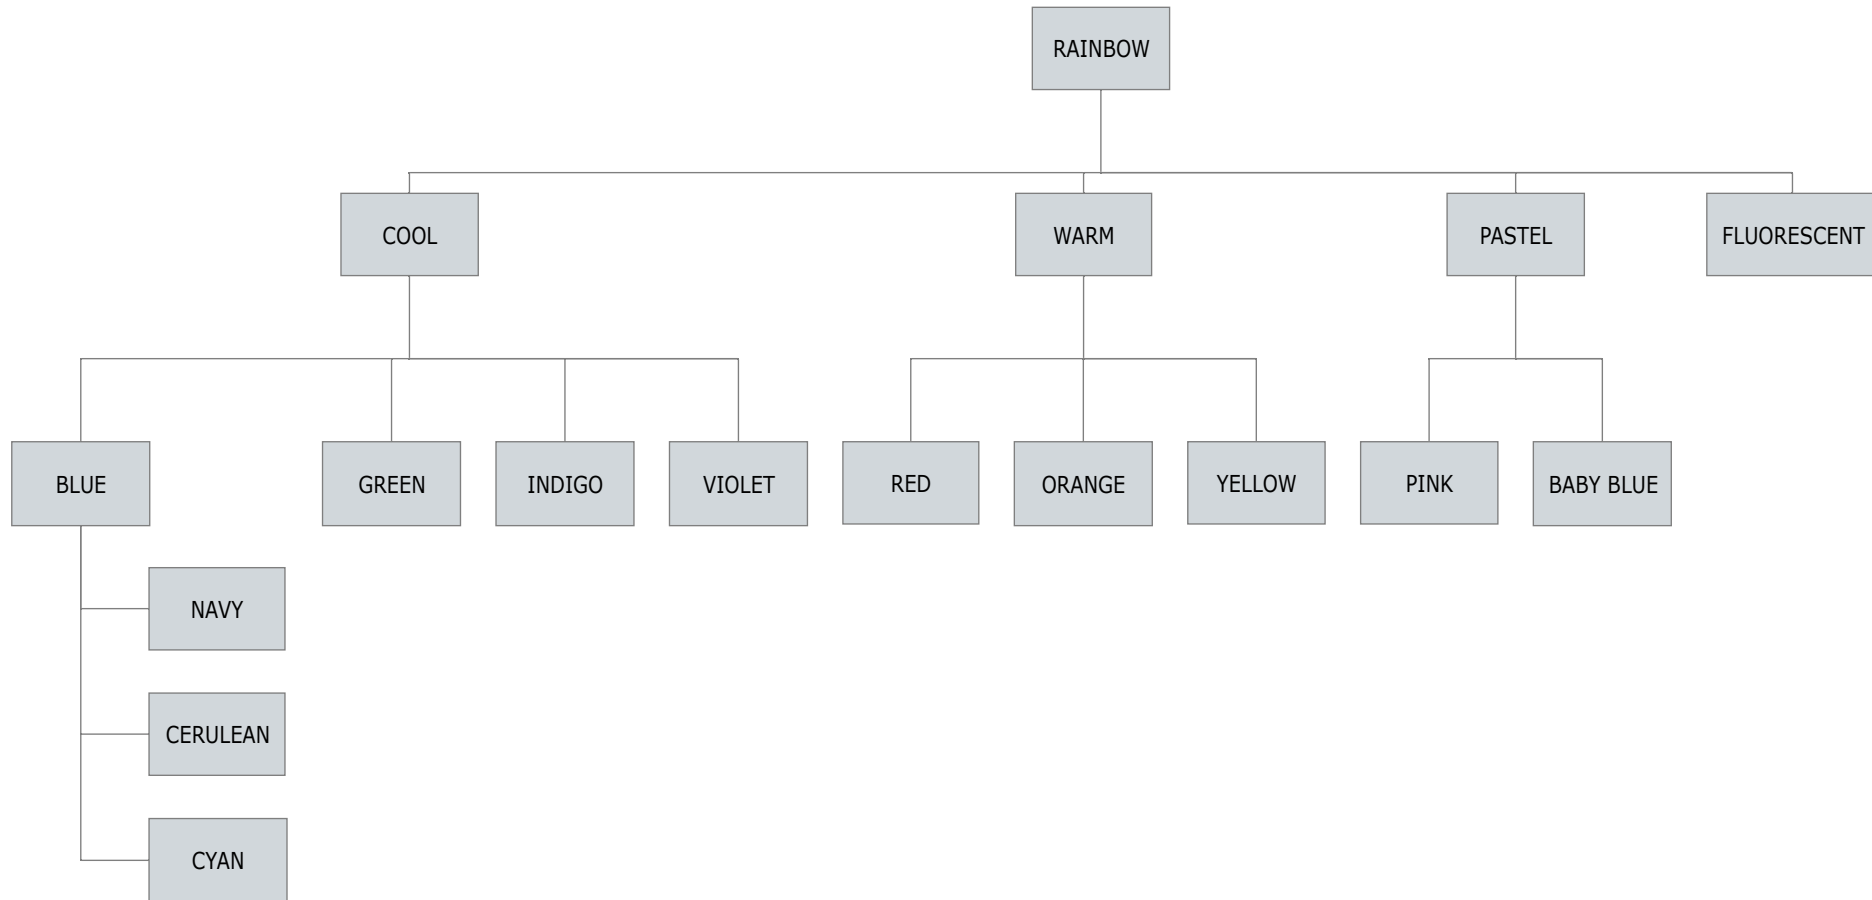 RAINBOW
COOL
WARM
PASTEL
FLUORESCENT
BLUE
GREEN
INDIGO
VIOLET
RED
ORANGE
YELLOW
PINK
BABY BLUE
NAVY
CERULEAN
CYAN